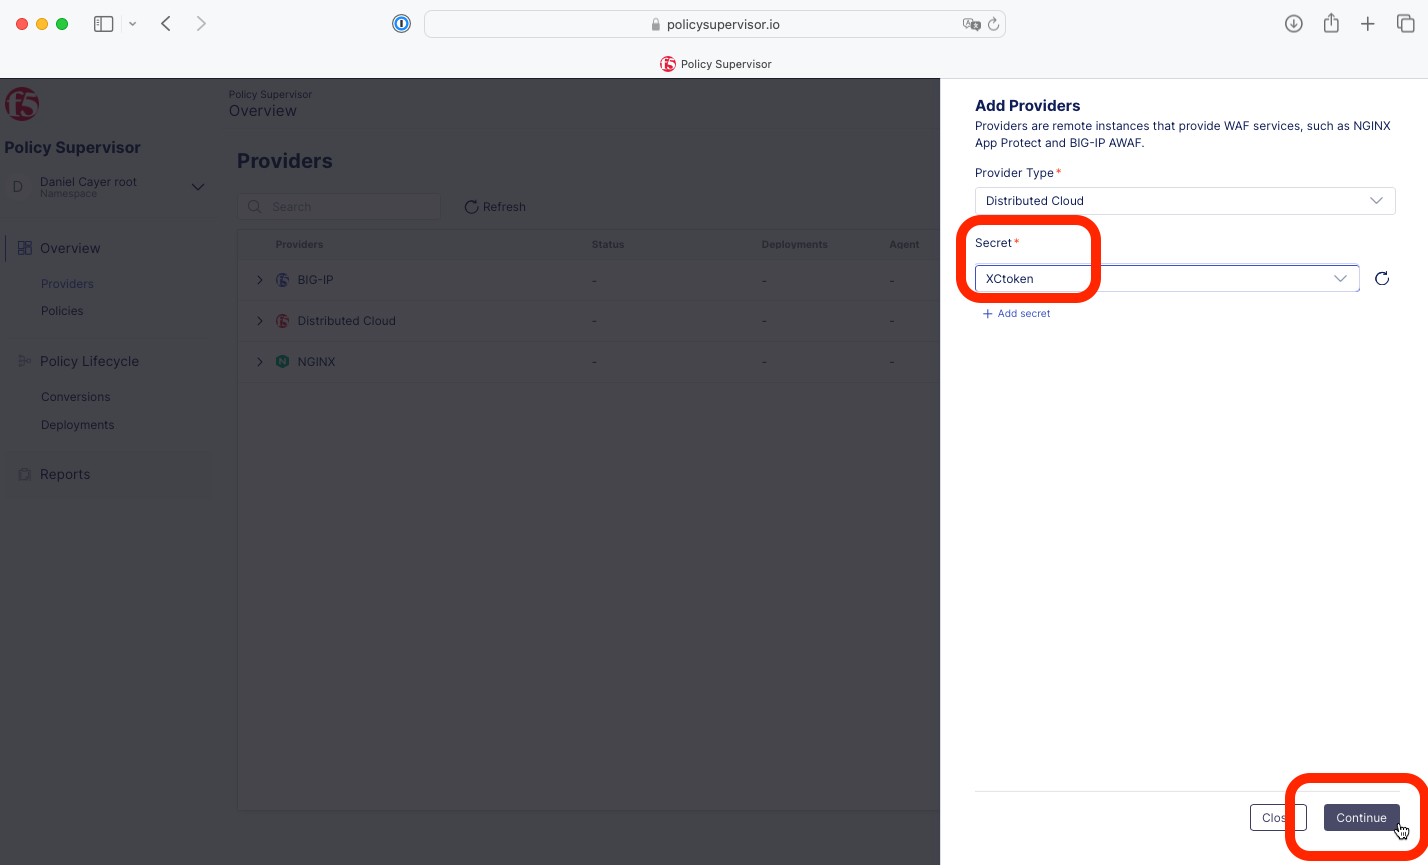 policysupervisor.io
Policy Supervisor
Policy Supervisor
Overview
Policy Supervisor
D
Daniel Cayer root
Namespace
Overview
Providers
Policies
Policy Lifecycle
Conversions
Deployments
Reports
Providers
Search
Refresh
Providers Status Deployments Agent
BIG-IP - - -
Distributed Cloud - - -
NGINX - - -
Add Providers
Providers are remote instances that provide WAF services, such as NGINX
App Protect and BIG-IP AWAF.
Provider Type*
Distributed Cloud
Secret*
XCtoken
+ Add secret
Clos
Continue